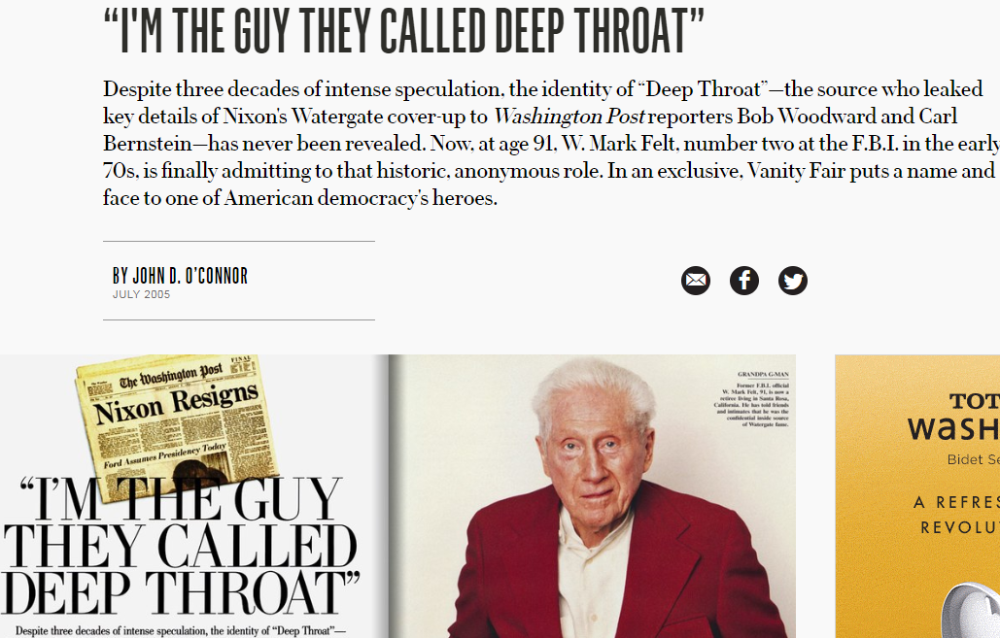 “I'M THE GUY THEY CALLED DEEP THROAT”
Despite three decades of intense speculation, the identity of “Deep Throat”—the source who leaked
key details of Nixon's Watergate cover-up to Washington Post reporters Bob Woodward and Carl
Bernstein—has never been revealed. Now, at age 91, W. Mark Felt, number two at the F.B.I. in the early
70s, is finally admitting to that historic, anonymous role. In an exclusive, Vanity Fair puts a name and
face to one of American democracy's heroes.
BY JOHN D. O'CONNOR
JULY 2005
FINAL
The Washington Post
Nixon Resigns
Ford Assumes Presidency Today
“I'M THE GUY
THEY CALLED
DEEP THROAT”
Despite three decades of intense speculation, the identity of “Deep Throat”—
GRANDPA G-MAN
Former F.B.I. official
W. Mark Felt, 91, is now a
retiree living in Santa Rosa,
California. He has told friends
and intimates that he was the
confidential inside source
of Watergate fame.
TOT
WASH
Bidet Se
A REFRES
REVOLU